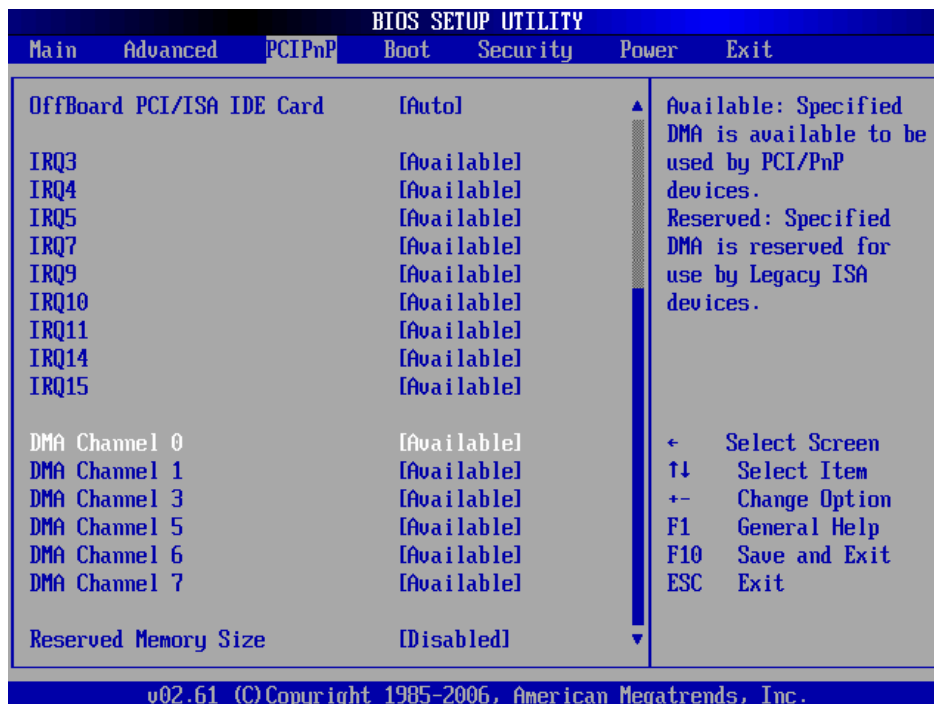 BIOS SETUP UTILITY
Main Advanced PCIPnP Boot Security Power Exit
OffBoard PCI/ISA IDE Card [Auto]
IRQ3 [Available]
IRQ4 [Available]
IRQ5 [Available]
IRQ7 [Available]
IRQ9 [Available]
IRQ10 [Available]
IRQ11 [Available]
IRQ14 [Available]
IRQ15 [Available]
DMA Channel 0 [Available]
DMA Channel 1 [Available]
DMA Channel 3 [Available]
DMA Channel 5 [Available]
DMA Channel 6 [Available]
DMA Channel 7 [Available]
Reserved Memory Size [Disabled]
Available: Specified
DMA is available to be
used by PCI/PnP
devices.
Reserved: Specified
DMA is reserved for
use by Legacy ISA
devices.
← Select Screen
↑↓ Select Item
+- Change Option
F1 General Help
F10 Save and Exit
ESC Exit
v02.61 (C)Copyright 1985-2006, American Megatrends, Inc.